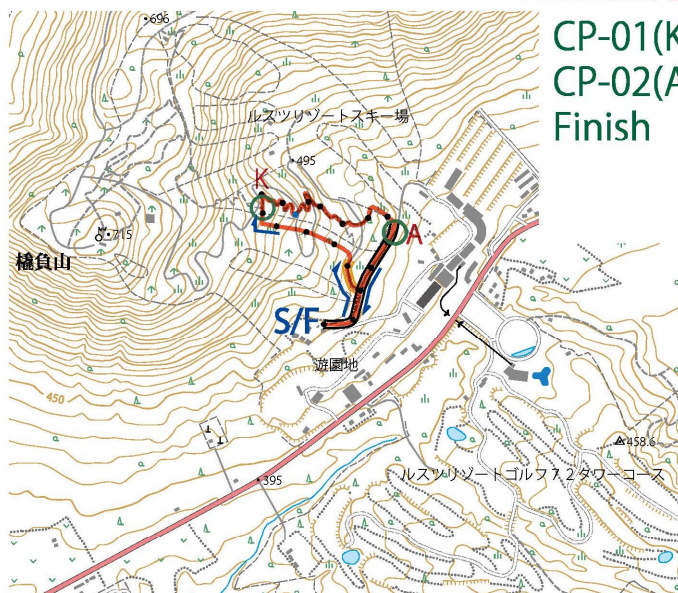 CP-01(K
CP-02(A
Finish
696
ルスツリゾートスキー場
495
K
A
715
橇負山
S/F
遊園地
450
458.6
ルスツリゾートゴルフ72タワーコース
395